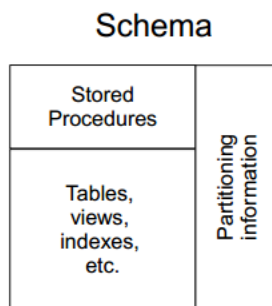 Schema
Stored
Procedures
Tables,
views,
indexes,
etc.
Partitioning
information